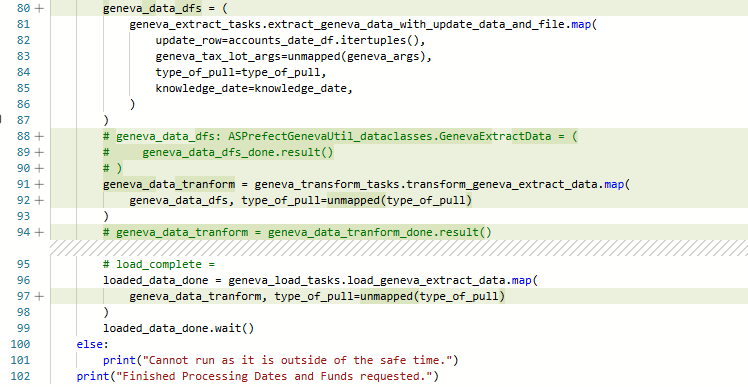 80 + geneva_data_dfs = (
81 geneva_extract_tasks.extract_geneva_data_with_update_data_and_file.map(
82 update_row=accounts_date_df.itertuples(),
83 geneva_tax_lot_args=unmapped(geneva_args),
84 type_of_pull=type_of_pull,
85 knowledge_date=knowledge_date,
86 )
87 )
88 + # geneva_data_dfs: ASPrefectGenevaUtil_dataclasses.GenevaExtractData = (
89 + #     geneva_data_dfs_done.result()
90 + # )
91 + geneva_data_tranform = geneva_transform_tasks.transform_geneva_extract_data.map(
92 + geneva_data_dfs, type_of_pull=unmapped(type_of_pull)
93 )
94 + # geneva_data_tranform = geneva_data_tranform_done.result()
95 # load_complete =
96 loaded_data_done = geneva_load_tasks.load_geneva_extract_data.map(
97 + geneva_data_tranform, type_of_pull=unmapped(type_of_pull)
98 )
99 loaded_data_done.wait()
100 else:
101 print("Cannot run as it is outside of the safe time.")
102 print("Finished Processing Dates and Funds requested.")